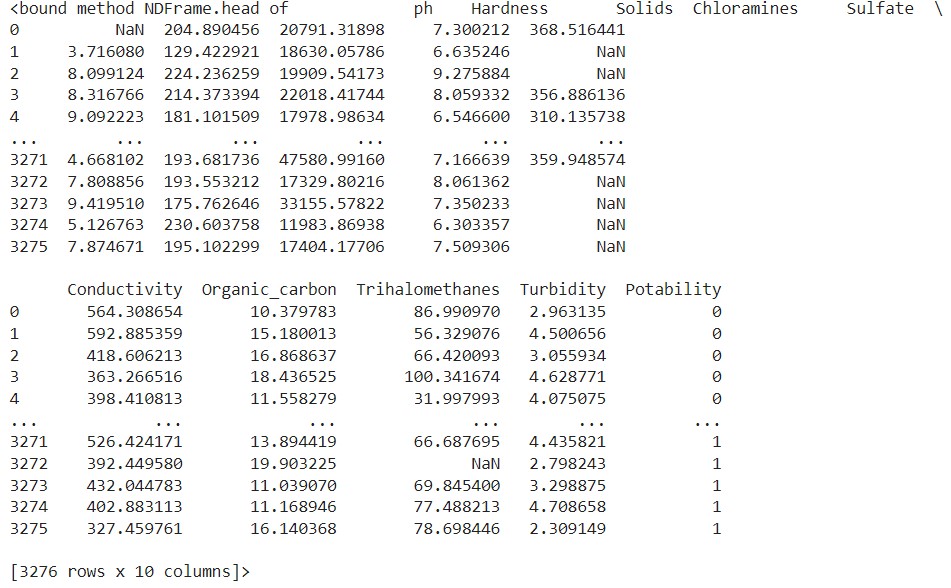 <bound method NDFrame.head of             ph    Hardness       Solids  Chloramines     Sulfate  \
0          NaN  204.890456  20791.31898     7.300212  368.516441
1     3.716080  129.422921  18630.05786     6.635246         NaN
2     8.099124  224.236259  19909.54173     9.275884         NaN
3     8.316766  214.373394  22018.41744     8.059332  356.886136
4     9.092223  181.101509  17978.98634     6.546600  310.135738
...        ...         ...          ...          ...         ...
3271  4.668102  193.681736  47580.99160     7.166639  359.948574
3272  7.808856  193.553212  17329.80216     8.061362         NaN
3273  9.419510  175.762646  33155.57822     7.350233         NaN
3274  5.126763  230.603758  11983.86938     6.303357         NaN
3275  7.874671  195.102299  17404.17706     7.509306         NaN

      Conductivity  Organic_carbon  Trihalomethanes  Turbidity  Potability
0       564.308654       10.379783        86.990970   2.963135           0
1       592.885359       15.180013        56.329076   4.500656           0
2       418.606213       16.868637        66.420093   3.055934           0
3       363.266516       18.436525       100.341674   4.628771           0
4       398.410813       11.558279        31.997993   4.075075           0
...            ...             ...              ...        ...         ...
3271    526.424171       13.894419        66.687695   4.435821           1
3272    392.449580       19.903225              NaN   2.798243           1
3273    432.044783       11.039070        69.845400   3.298875           1
3274    402.883113       11.168946        77.488213   4.708658           1
3275    327.459761       16.140368        78.698446   2.309149           1

[3276 rows x 10 columns]>